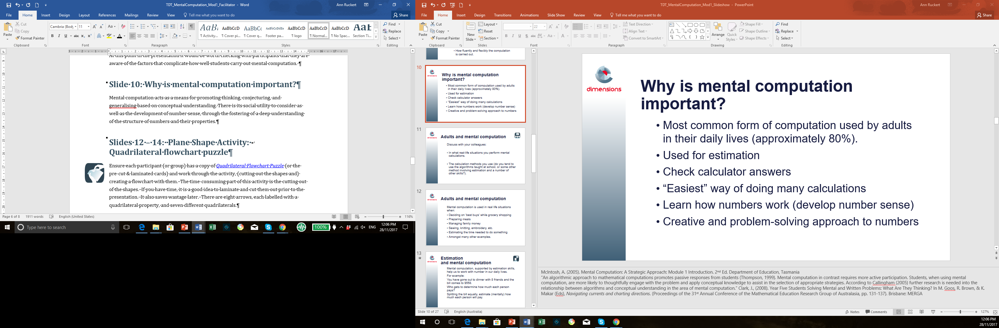 TDT_MentalComputation_Mod1_Facilitator - Word
Ann Ruckert
File Home Insert Design Layout References Mailings Review View Tell me what you want to do Share
Paste
Cut
Copy
Format Painter
Clipboard
Cambria (Body 11
Font
Paragraph
¶ Activity... ¶ Cover pi... ¶ Cover q... Footer pa... ¶ logo ¶ Normal... ¶ No Spac... Section Ti...
Styles
Find
Replace
Select
Editing
At·this·point·in·the·presentation·it·would·be·worth·checking·with·participants·that·they·are·
aware·of·the·factors·that·complicate·how·well·students·carry·out·mental·computation.·¶
Slide·10:·Why·is·mental·computation·important?¶
Mental·computation·acts·as·a·means·for·promoting·thinking,·conjecturing,·and·
generalising·based·on·conceptual·understanding.·There·is·its·social·utility·to·consider·as·
well·as·the·development·of·number·sense,·through·the·fostering·of·a·deep·understanding·
of·the·structure·of·numbers·and·their·properties.¶
Slides·12·–·14:··Plane·Shape·Activity:·
Quadrilateral·flowchart·puzzle¶
Ensure·each·participant·(or·group)·has·a·copy·of·Quadrilateral·Flowchart·Puzzle·(or·the·
pre-cut·&·laminated·cards)·and·work·through·the·activity,·(cutting·out·the·shapes·and)·
creating·a·flowchart·with·them.··The·time-consuming·part·of·this·activity·is·the·cutting·out·
of·the·shapes.··If·you·have·time,·it·is·a·good·idea·to·laminate·and·cut·them·out·prior·to·the·
presentation.··It·also·saves·wastage·later.··There·are·eight·arrows,·each·labelled·with·a·
quadrilateral·property,·and·seven·different·quadrilaterals.¶
Page 6 of 8 1911 words English (United States) 116%
Type here to search
100%
ENG
12:06 PM
28/11/2017
TDT_MentalComputation_Mod1_Slideshow - PowerPoint
Ann Ruckert
File Home Insert Design Transitions Animations Slide Show Review View Tell me what you want to do Share
Paste
Cut
Copy
Format Painter
Clipboard
New
Slide
Layout
Reset
Section
Slides
22
Font
Text Direction
Align Text
Convert to SmartArt
Paragraph
Arrange
Quick
Styles
Shape Fill
Shape Outline
Shape Effects
Drawing
Find
Replace
Select
Editing
• How fluently and flexibly the computation
is carried out.
10
dimensions
Why is mental computation
important?
• Most common form of computation used by adults
in their daily lives (approximately 80%).
• Used for estimation
• Check calculator answers
• “Easiest” way of doing many calculations
• Learn how numbers work (develop number sense)
• Creative and problem-solving approach to numbers
11
dimensions
Adults and mental computation
Discuss with your colleagues:
• In what real-life situations you perform mental
calculations.
• The calculation methods you use (do you tend to
use the algorithms taught at school, or some other
method involving estimation and a number of
other skills?).
12
dimensions
Adults and mental computation
Mental computation is used in real life situations
when:
• Deciding on ‘best buys’ while grocery shopping
• Preparing meals
• Managing family money
• Sewing, knitting, embroidery, etc.
• Estimating the time needed to do something
• Amongst many other examples.
13
dimensions
Estimation
and mental computation
Mental computation, supported by estimation skills,
help us to work with number in our daily lives.
For example:
You have gone out to dinner with 8 friends and the
bill comes to $558.
Who gets to determine how much each person
pays?
Splitting the bill equally, estimate (mentally) how
much each person will pay.
dimensions
Why is mental computation
important?
• Most common form of computation used by adults
in their daily lives (approximately 80%).
• Used for estimation
• Check calculator answers
• “Easiest” way of doing many calculations
• Learn how numbers work (develop number sense)
• Creative and problem-solving approach to numbers
McIntosh, A. (2005). Mental Computation: A Strategic Approach: Module 1 Introduction. 2nd Ed. Department of Education, Tasmania
“An algorithmic approach to mathematical computations promotes passive responses from students (Thompson, 1999). Mental computation in contrast requires more active participation. Students, when using mental
computation, are more likely to thoughtfully engage with the problem and apply conceptual knowledge to assist in the selection of appropriate strategies. According to Callingham (2005) further research is needed into the
relationship between algorithms and conceptual understanding in the area of mental computation.” Clark, J., (2008). Year Five Students Solving Mental and Written Problems: What Are They Thinking? In M. Goos, R. Brown, & K.
Makar (Eds), Navigating currents and charting directions. (Proceedings of the 31st Annual Conference of the Mathematical Education Research Group of Australasia, pp. 131-137). Brisbane: MERGA
Slide 10 of 27 English (Australia) Notes Comments 127%
12:06 PM
28/11/2017